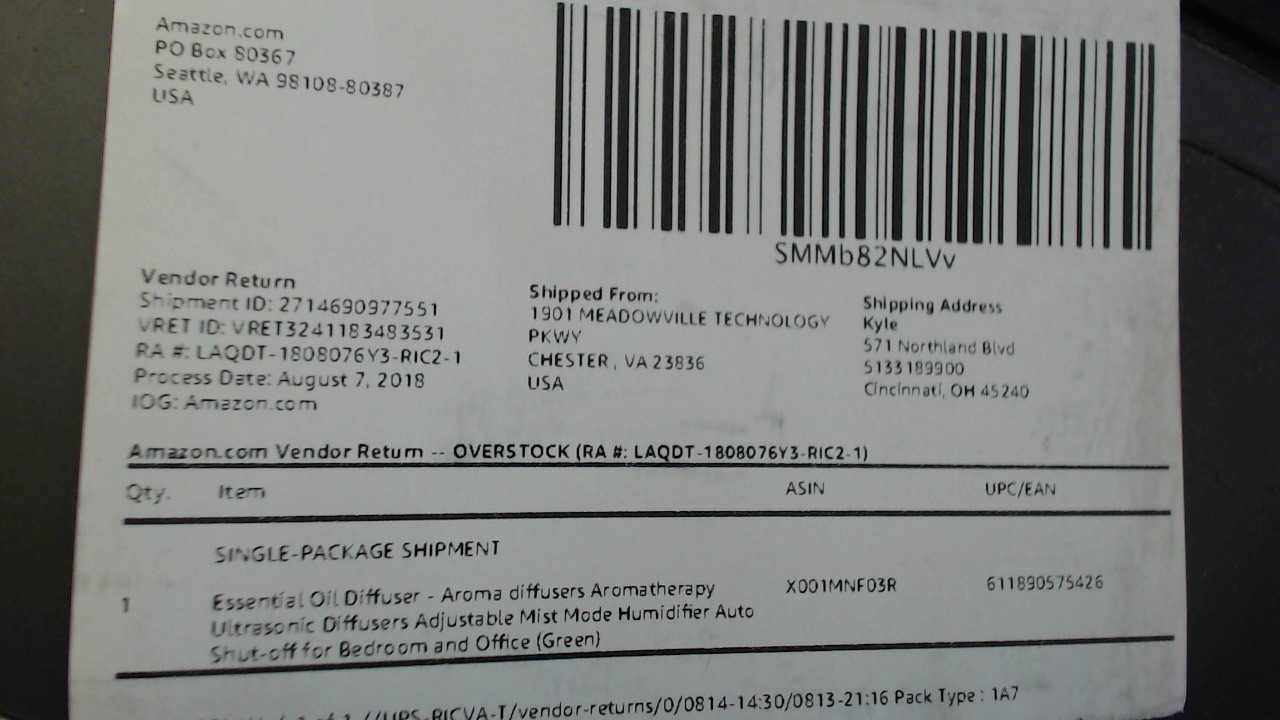 Amazon.com
PO Box 80367
Seattle, WA 98108-80387
USA
SMMb82NLVv
Vendor Return
Shipment ID: 2714690977551
VRET ID: VRET3241183483531
RA #: LAQDT-1808076Y3-RIC2-1
Process Date: August 7, 2018
IOG: Amazon.com
Shipped From:
1901 MEADOWVILLE TECHNOLOGY
PKWY
CHESTER, VA 23836
USA
Shipping Address
Kyle
571 Northland Blvd
5133189900
Cincinnati, OH 45240
Amazon.com Vendor Return -- OVERSTOCK (RA #: LAQDT-1808076Y3-RIC2-1)
Qty. Item ASIN UPC/EAN
SINGLE-PACKAGE SHIPMENT
1 Essential Oil Diffuser - Aroma diffusers Aromatherapy X001MNF03R 611890575426
Ultrasonic Diffusers Adjustable Mist Mode Humidifier Auto
Shut-off for Bedroom and Office (Green)
/vendor-returns/0/0814-14:30/0813-21:16 Pack Type : 1A7